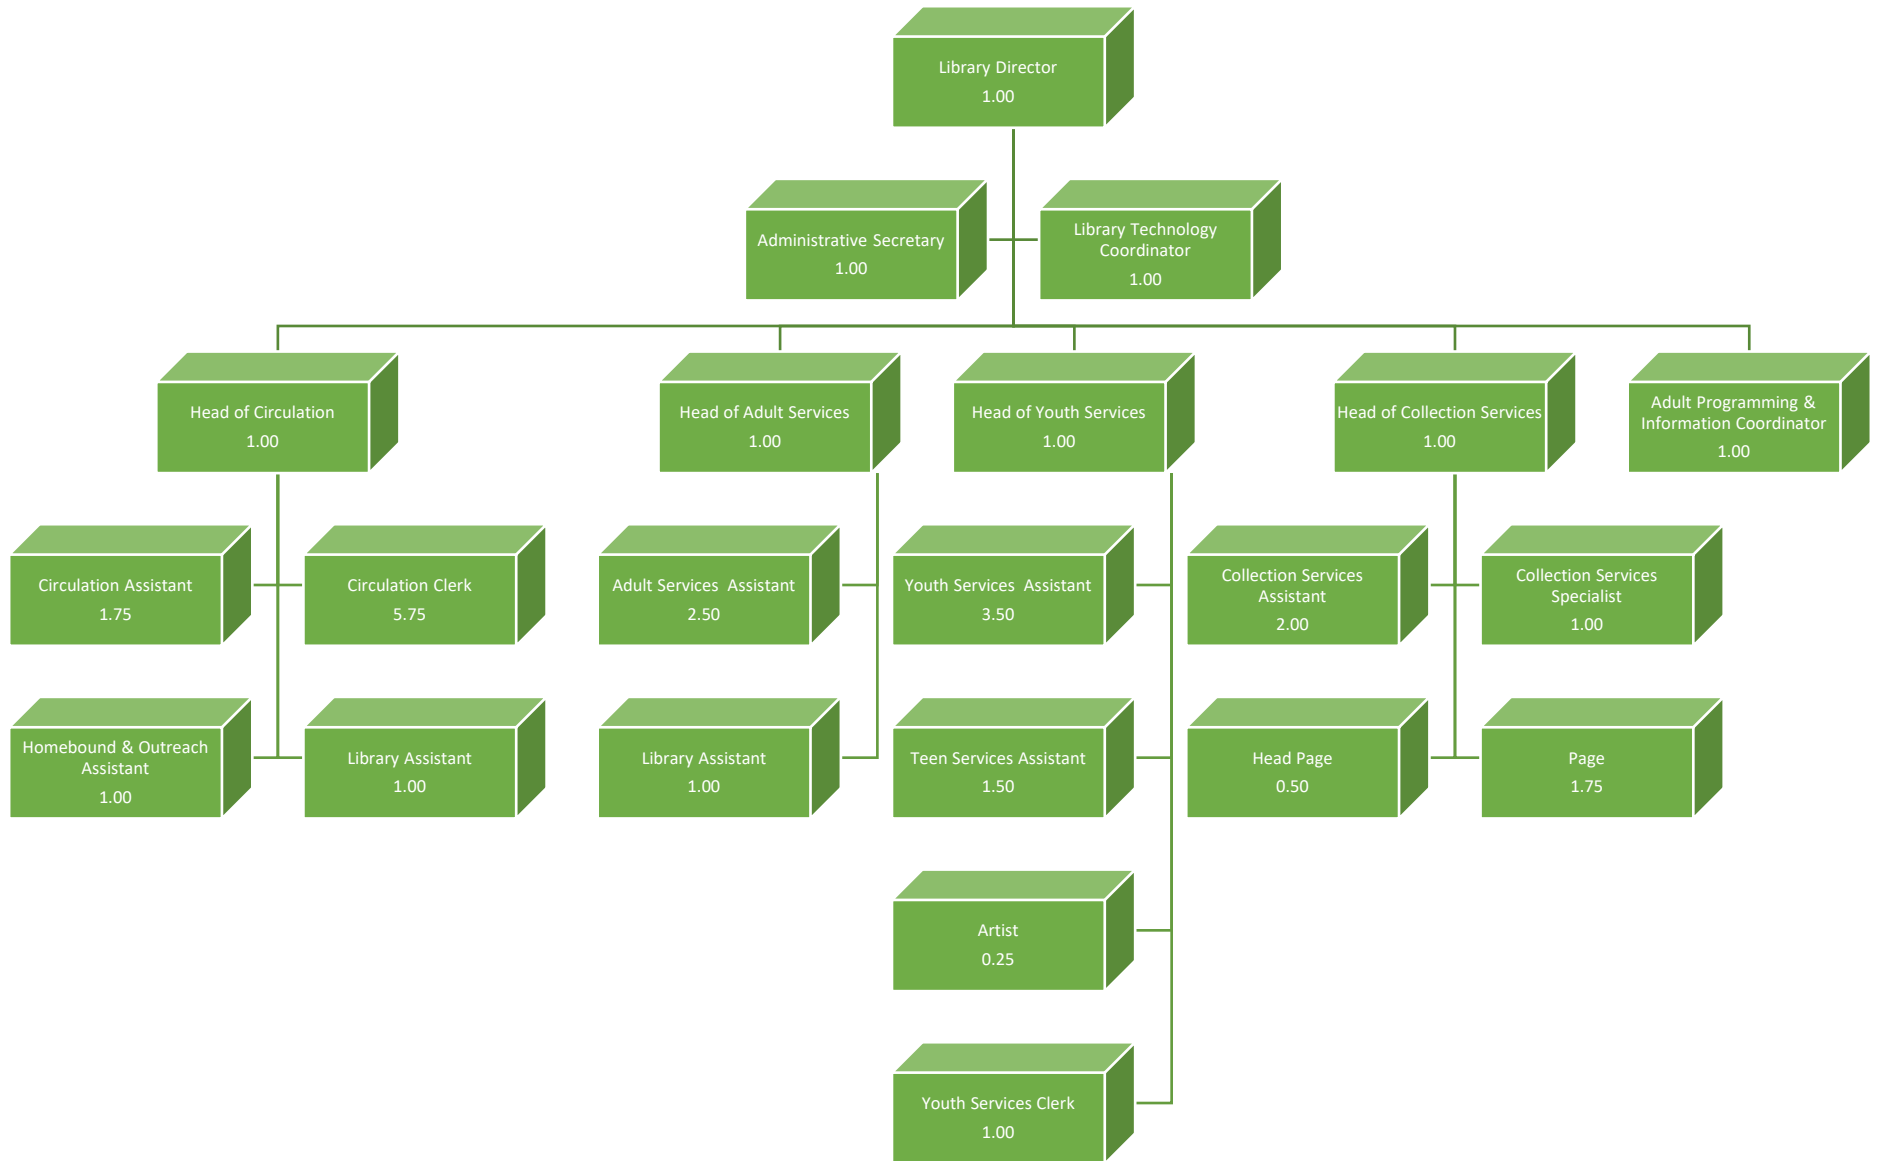 Library Director
1.00
Administrative Secretary
1.00
Library Technology
Coordinator
1.00
Head of Circulation
1.00
Head of Adult Services
1.00
Head of Youth Services
1.00
Head of Collection Services
1.00
Adult Programming &
Information Coordinator
1.00
Circulation Assistant
1.75
Circulation Clerk
5.75
Adult Services Assistant
2.50
Youth Services Assistant
3.50
Collection Services
Assistant
2.00
Collection Services
Specialist
1.00
Homebound & Outreach
Assistant
1.00
Library Assistant
1.00
Library Assistant
1.00
Teen Services Assistant
1.50
Head Page
0.50
Page
1.75
Artist
0.25
Youth Services Clerk
1.00